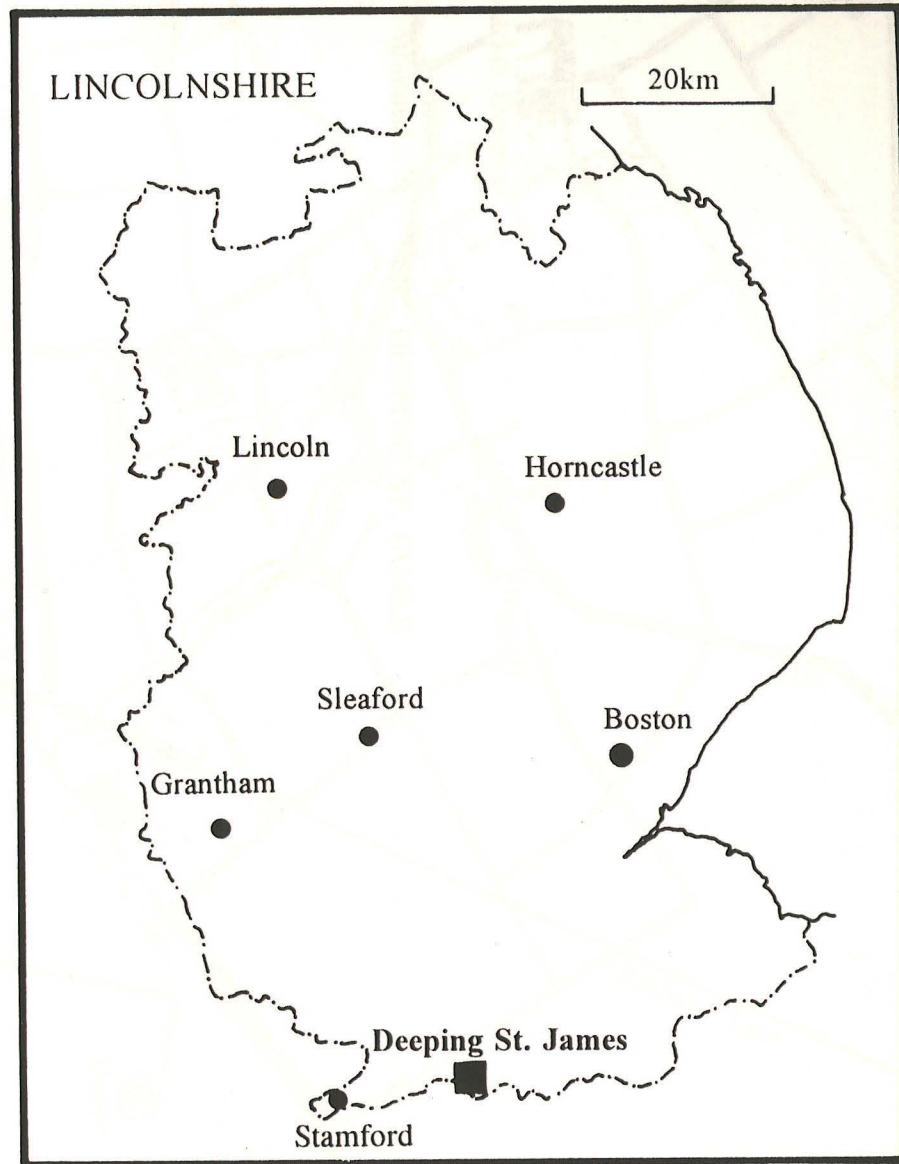 LINCOLNSHIRE
20km
Lincoln
Horncastle
Sleaford
Boston
Grantham
Deeping St. James
Stamford